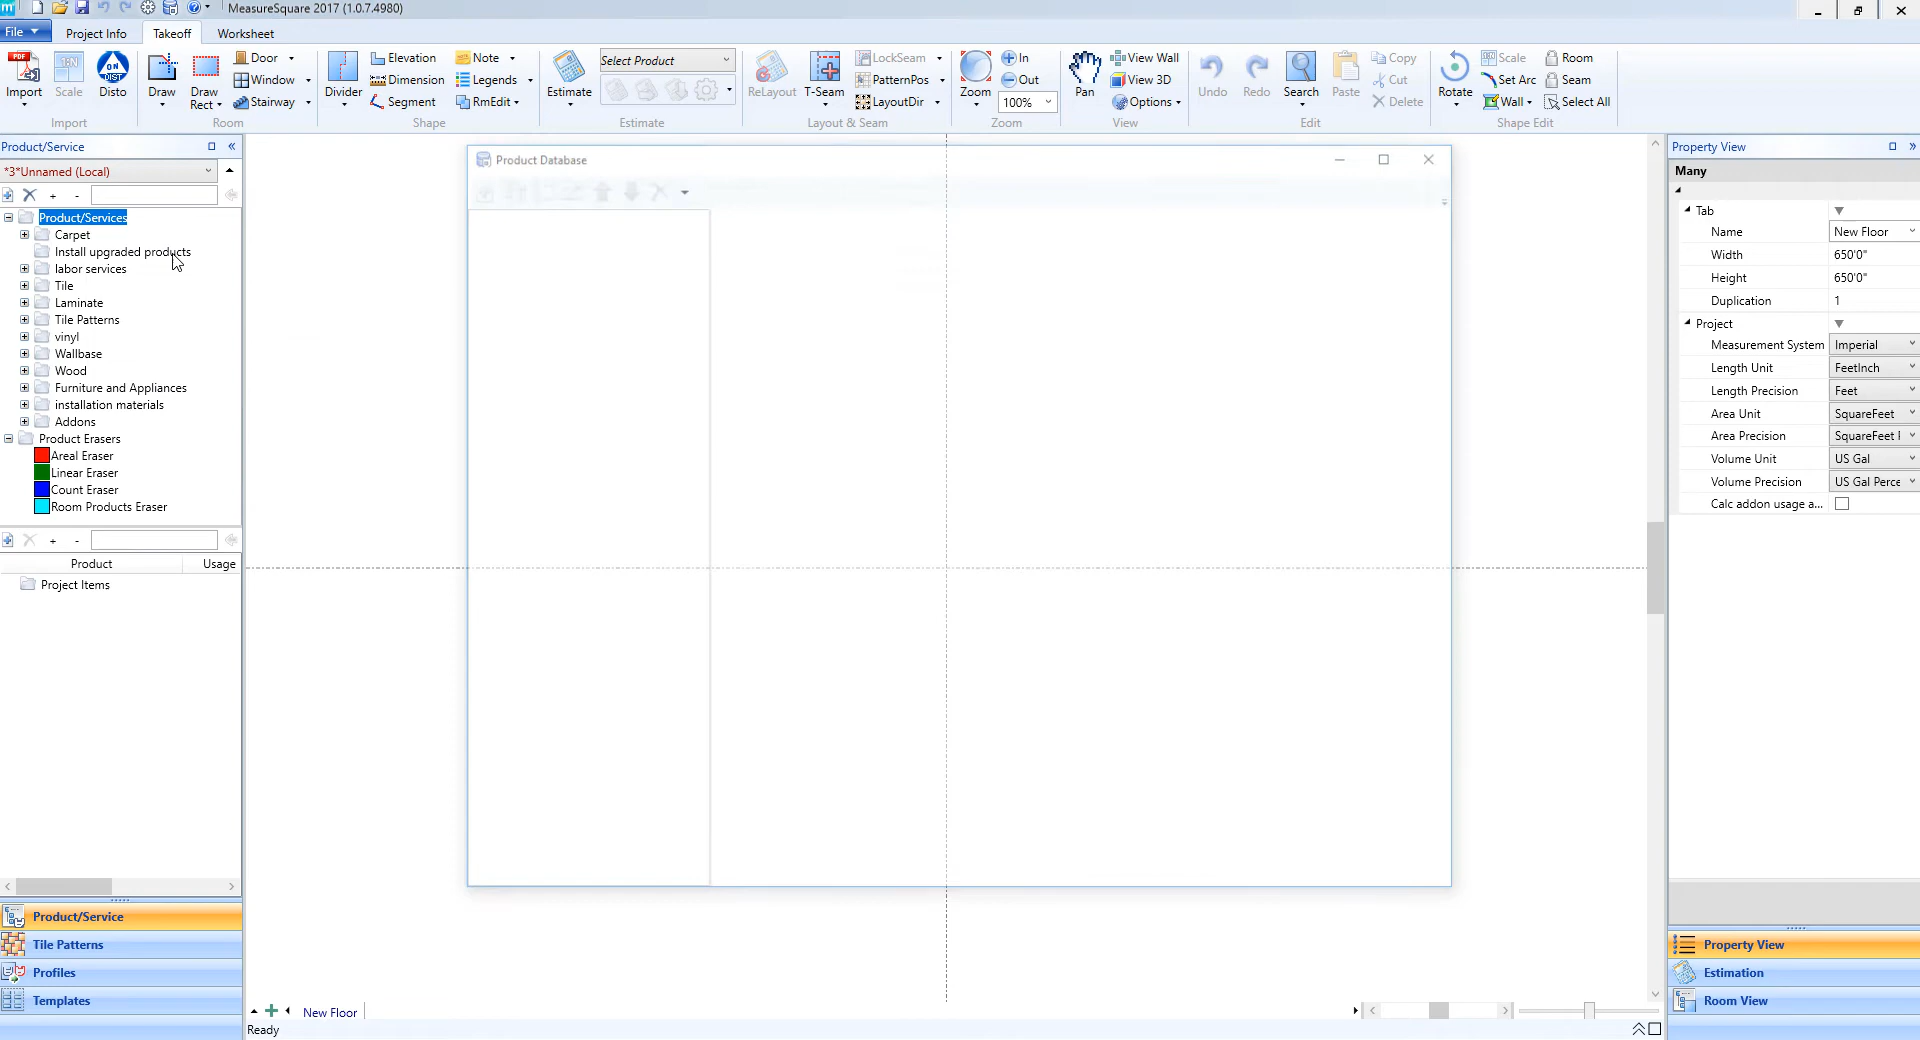 MeasureSquare 2017 (1.0.7.4980)
File Project Info Takeoff Worksheet
Import Scale Disto
Import
Draw Draw Rect Door Window Stairway
Room
Divider Elevation Dimension Segment Note Legends RmEdit
Shape
Estimate Select Product
Estimate
ReLayout T-Seam LockSeam PatternPos LayoutDir
Layout & Seam
Zoom In Out 100%
Zoom
Pan View Wall View 3D Options
View
Undo Redo Search Paste Copy Cut Delete
Edit
Rotate Scale Set Arc Wall Room Seam Select All
Shape Edit
Product/Service
*3*Unnamed (Local)
Product/Services
Carpet
Install upgraded products
labor services
Tile
Laminate
Tile Patterns
vinyl
Wallbase
Wood
Furniture and Appliances
installation materials
Addons
Product Erasers
Areal Eraser
Linear Eraser
Count Eraser
Room Products Eraser
Product Usage
Project Items
Product/Service
Tile Patterns
Profiles
Templates
Product Database
New Floor
Ready
Property View
Many
Tab
Name New Floor
Width 650'0"
Height 650'0"
Duplication 1
Project
Measurement System Imperial
Length Unit FeetInch
Length Precision Feet
Area Unit SquareFeet
Area Precision SquareFeet
Volume Unit US Gal
Volume Precision US Gal Perce
Calc addon usage a...
Property View
Estimation
Room View